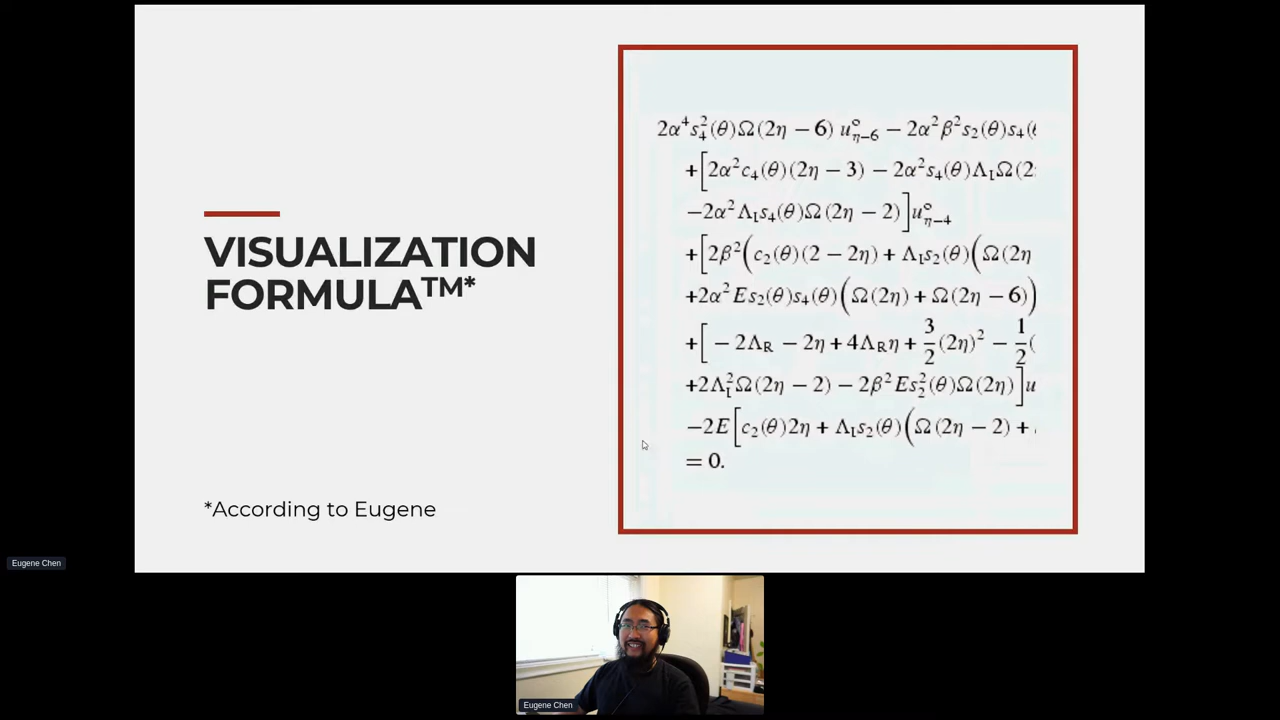 VISUALIZATION
FORMULA™*
*According to Eugene
2α⁴s₄²(θ)Ω(2η − 6) u°_{η−6} − 2α²β²s₂(θ)s₄(
+[2α²c₄(θ)(2η − 3) − 2α²s₄(θ)Λ_IΩ(2
−2α²Λ_Is₄(θ)Ω(2η − 2)]u°_{η−4}
+[2β²(c₂(θ)(2 − 2η) + Λ_Is₂(θ)(Ω(2η
+2α²Es₂(θ)s₄(θ)(Ω(2η) + Ω(2η − 6))
+[ − 2Λ_R − 2η + 4Λ_Rη + 3/2(2η)² − 1/2(
+2Λ_I²Ω(2η − 2) − 2β²Es₂²(θ)Ω(2η)]u
−2E[c₂(θ)2η + Λ_Is₂(θ)(Ω(2η − 2) +
= 0.
Eugene Chen
Eugene Chen